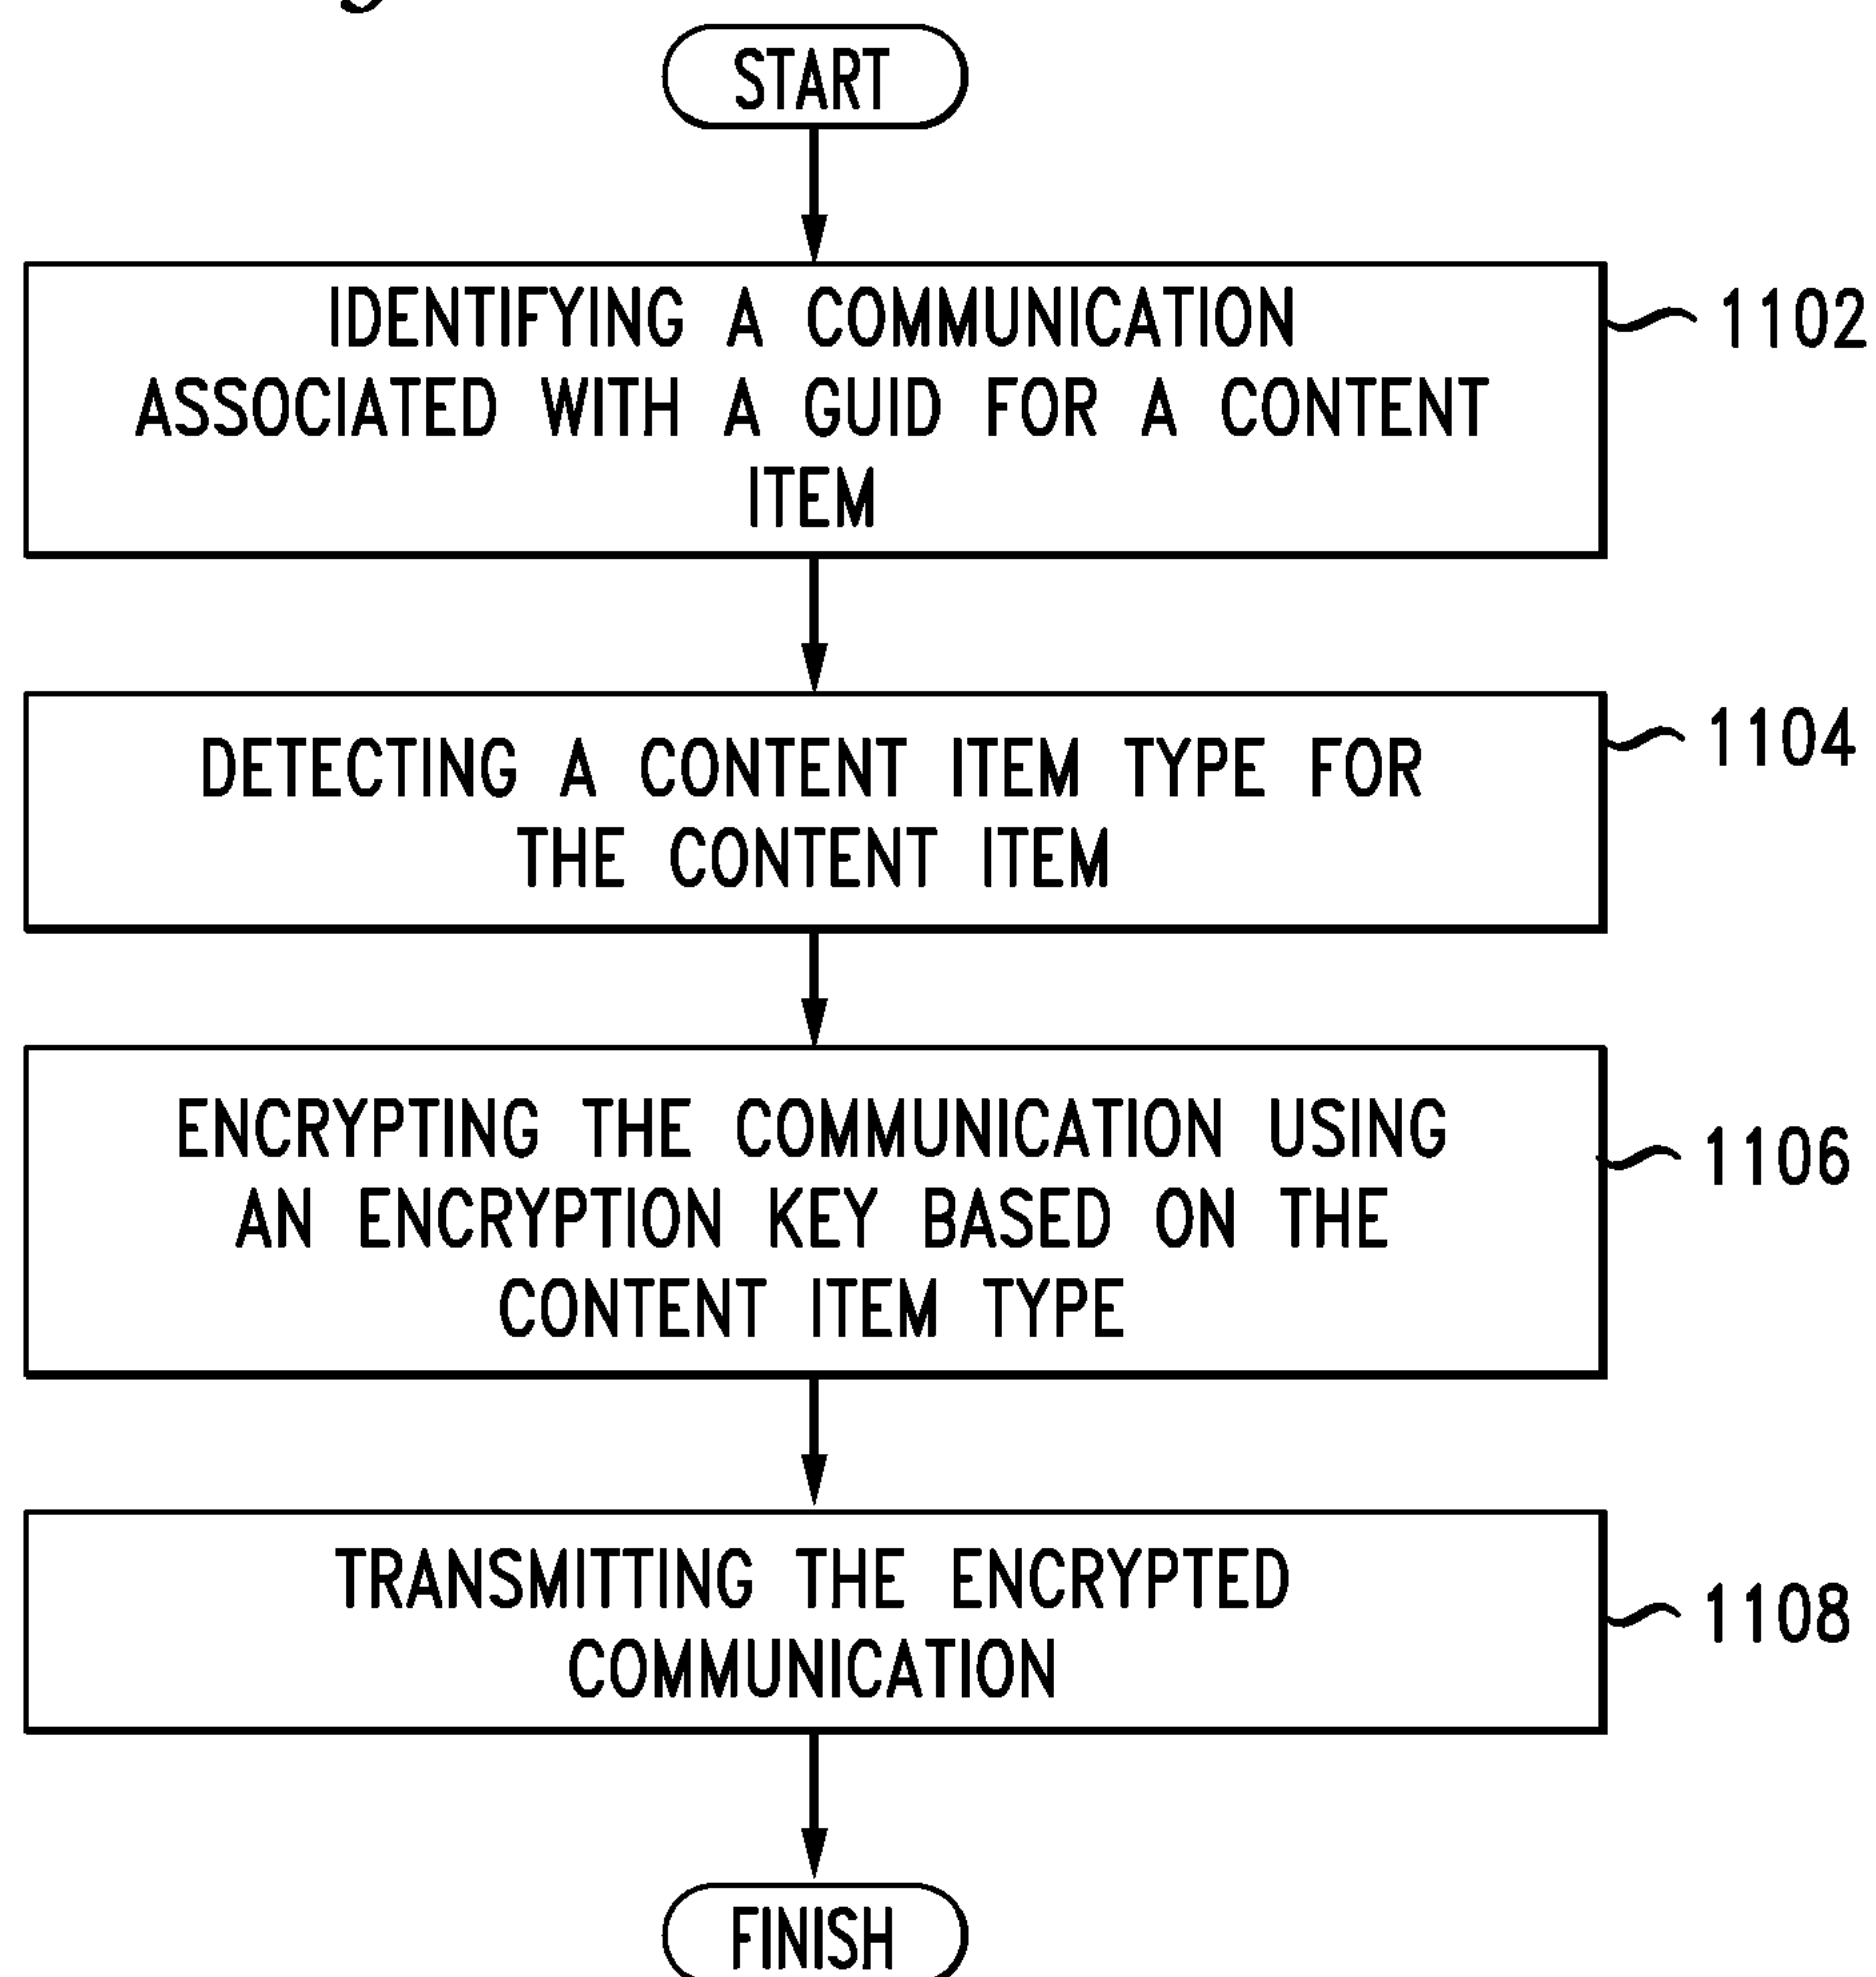 START
IDENTIFYING A COMMUNICATION
ASSOCIATED WITH A GUID FOR A CONTENT
ITEM
1102
DETECTING A CONTENT ITEM TYPE FOR
THE CONTENT ITEM
1104
ENCRYPTING THE COMMUNICATION USING
AN ENCRYPTION KEY BASED ON THE
CONTENT ITEM TYPE
1106
TRANSMITTING THE ENCRYPTED
COMMUNICATION
1108
FINISH